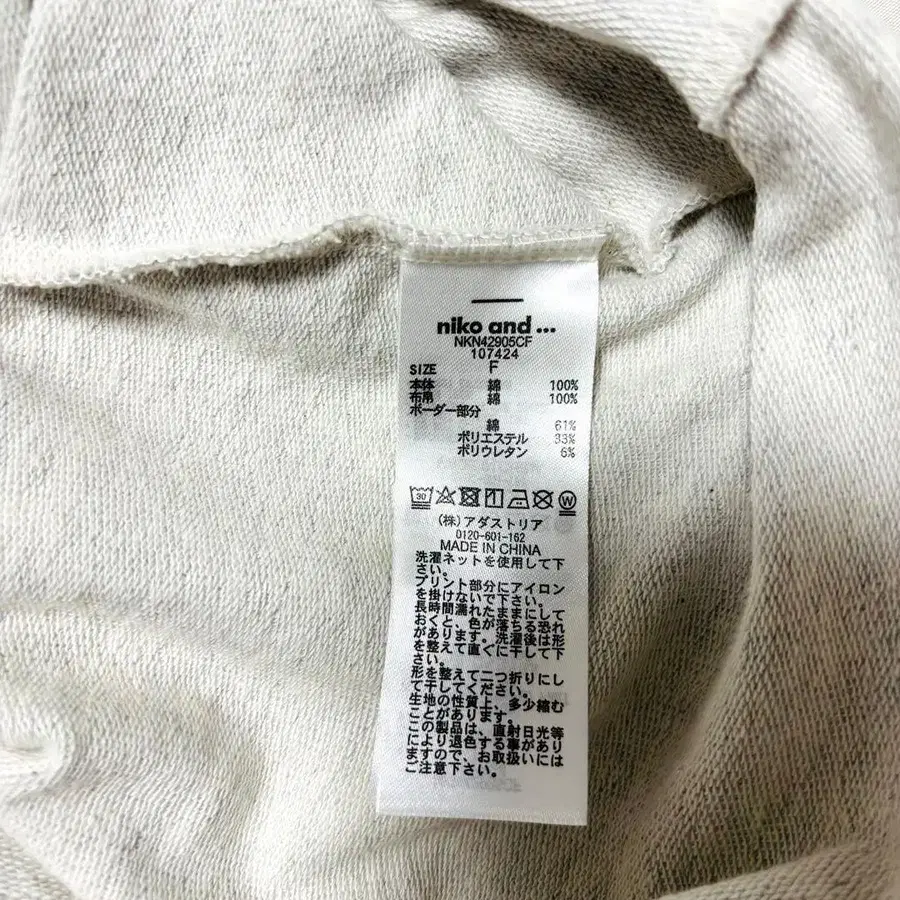 niko and ...
NKN42905CF
107424
SIZE F
本体 綿 100%
布帛 綿 100%
ボーダー部分
綿 61%
ポリエステル 33%
ポリウレタン 6%
30 W
(株)アダストリア
0120-601-162
MADE IN CHINA
洗濯ネットを使用して下
さい。
プリント部分にアイロン
を掛けないで下さい。
長時間濡れたままにして
おくと、色が落ちる恐れ
があります。洗濯後は形
を整えて直ぐに干して下
さい。
形を整えて二つ折りにし
て干してください。
生地の性質上、多少縮む
ことがあります。
この製品は、直射日光等
により退色する事があり
ますので、お取扱いには
ご注意下さい。